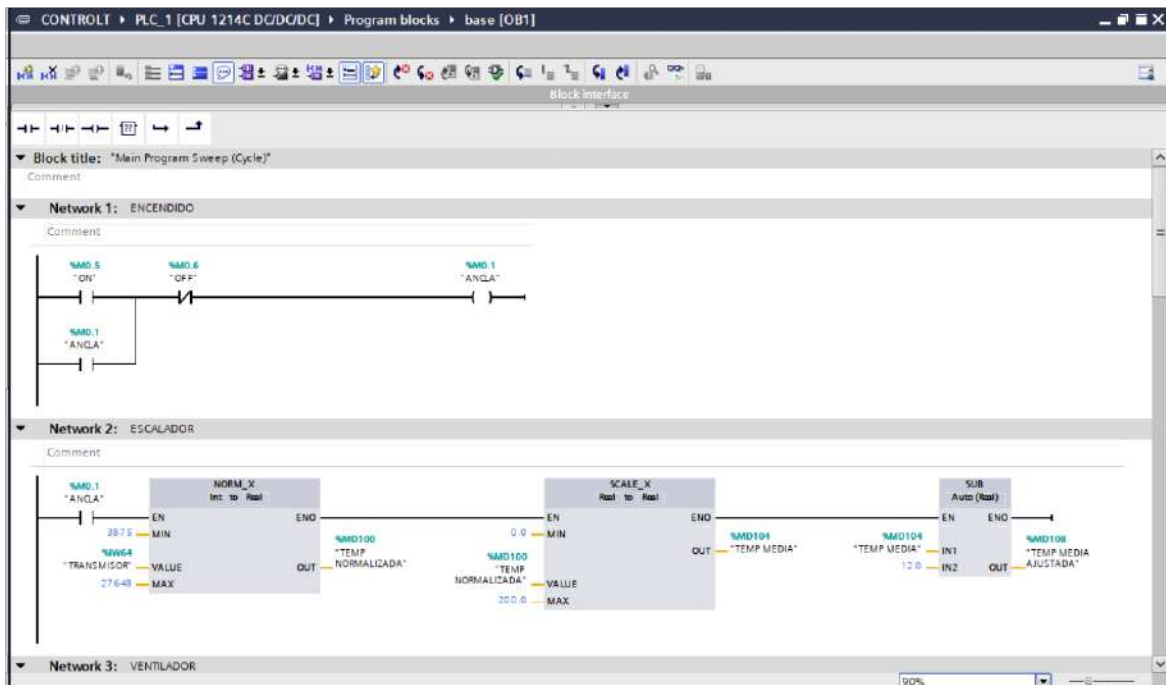 CONTROLT ▸ PLC_1 [CPU 1214C DC/DC/DC] ▸ Program blocks ▸ base [OB1]
Block interface
Block title: "Main Program Sweep (Cycle)"
Comment
Network 1: ENCENDIDO
Comment
%M0.5 %M0.6 %M0.1
"ON" "OFF" "ANCLA"
%M0.1
"ANCLA"
Network 2: ESCALADOR
Comment
%M0.1 NORM_X SCALE_X SUB
"ANCLA" Int to Real Real to Real Auto (Real)
EN ENO EN ENO EN ENO
3875 MIN %MD100 0.0 MIN %MD104 %MD104 %MD108
%IW64 "TEMP NORMALIZADA" %MD100 OUT "TEMP MEDIA" "TEMP MEDIA" IN1 "TEMP MEDIA AJUSTADA"
"TRANSMISOR" VALUE OUT "TEMP NORMALIZADA" VALUE 12.0 IN2 OUT
27648 MAX 200.0 MAX
Network 3: VENTILADOR
90%